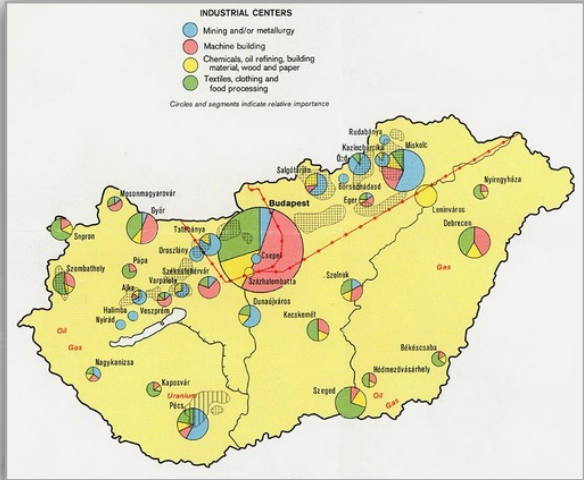 INDUSTRIAL CENTERS
Mining and/or metallurgy
Machine building
Chemicals, oil refining, building
material, wood and paper
Textiles, clothing and
food processing
Circles and segments indicate relative importance
Rudabánya
Kazincbarcika
Miskolc
Ózd
Salgótarján
Borsodnádasd
Nyíregyháza
Mosonmagyaróvár
Eger
Budapest
Leninváros
Győr
Debrecen
Sopron
Tatabánya
Oroszlány
Csepel
Pápa
Gas
Szombathely
Székesfehérvár
Százhalombatta
Szolnok
Várpalota
Ajka
Dunaújváros
Halimba
Veszprém
Kecskemét
Nyirád
Oil
Gas
Békéscsaba
Nagykanizsa
Hódmezővásárhely
Kaposvár
Uranium
Szeged
Oil
Gas
Pécs